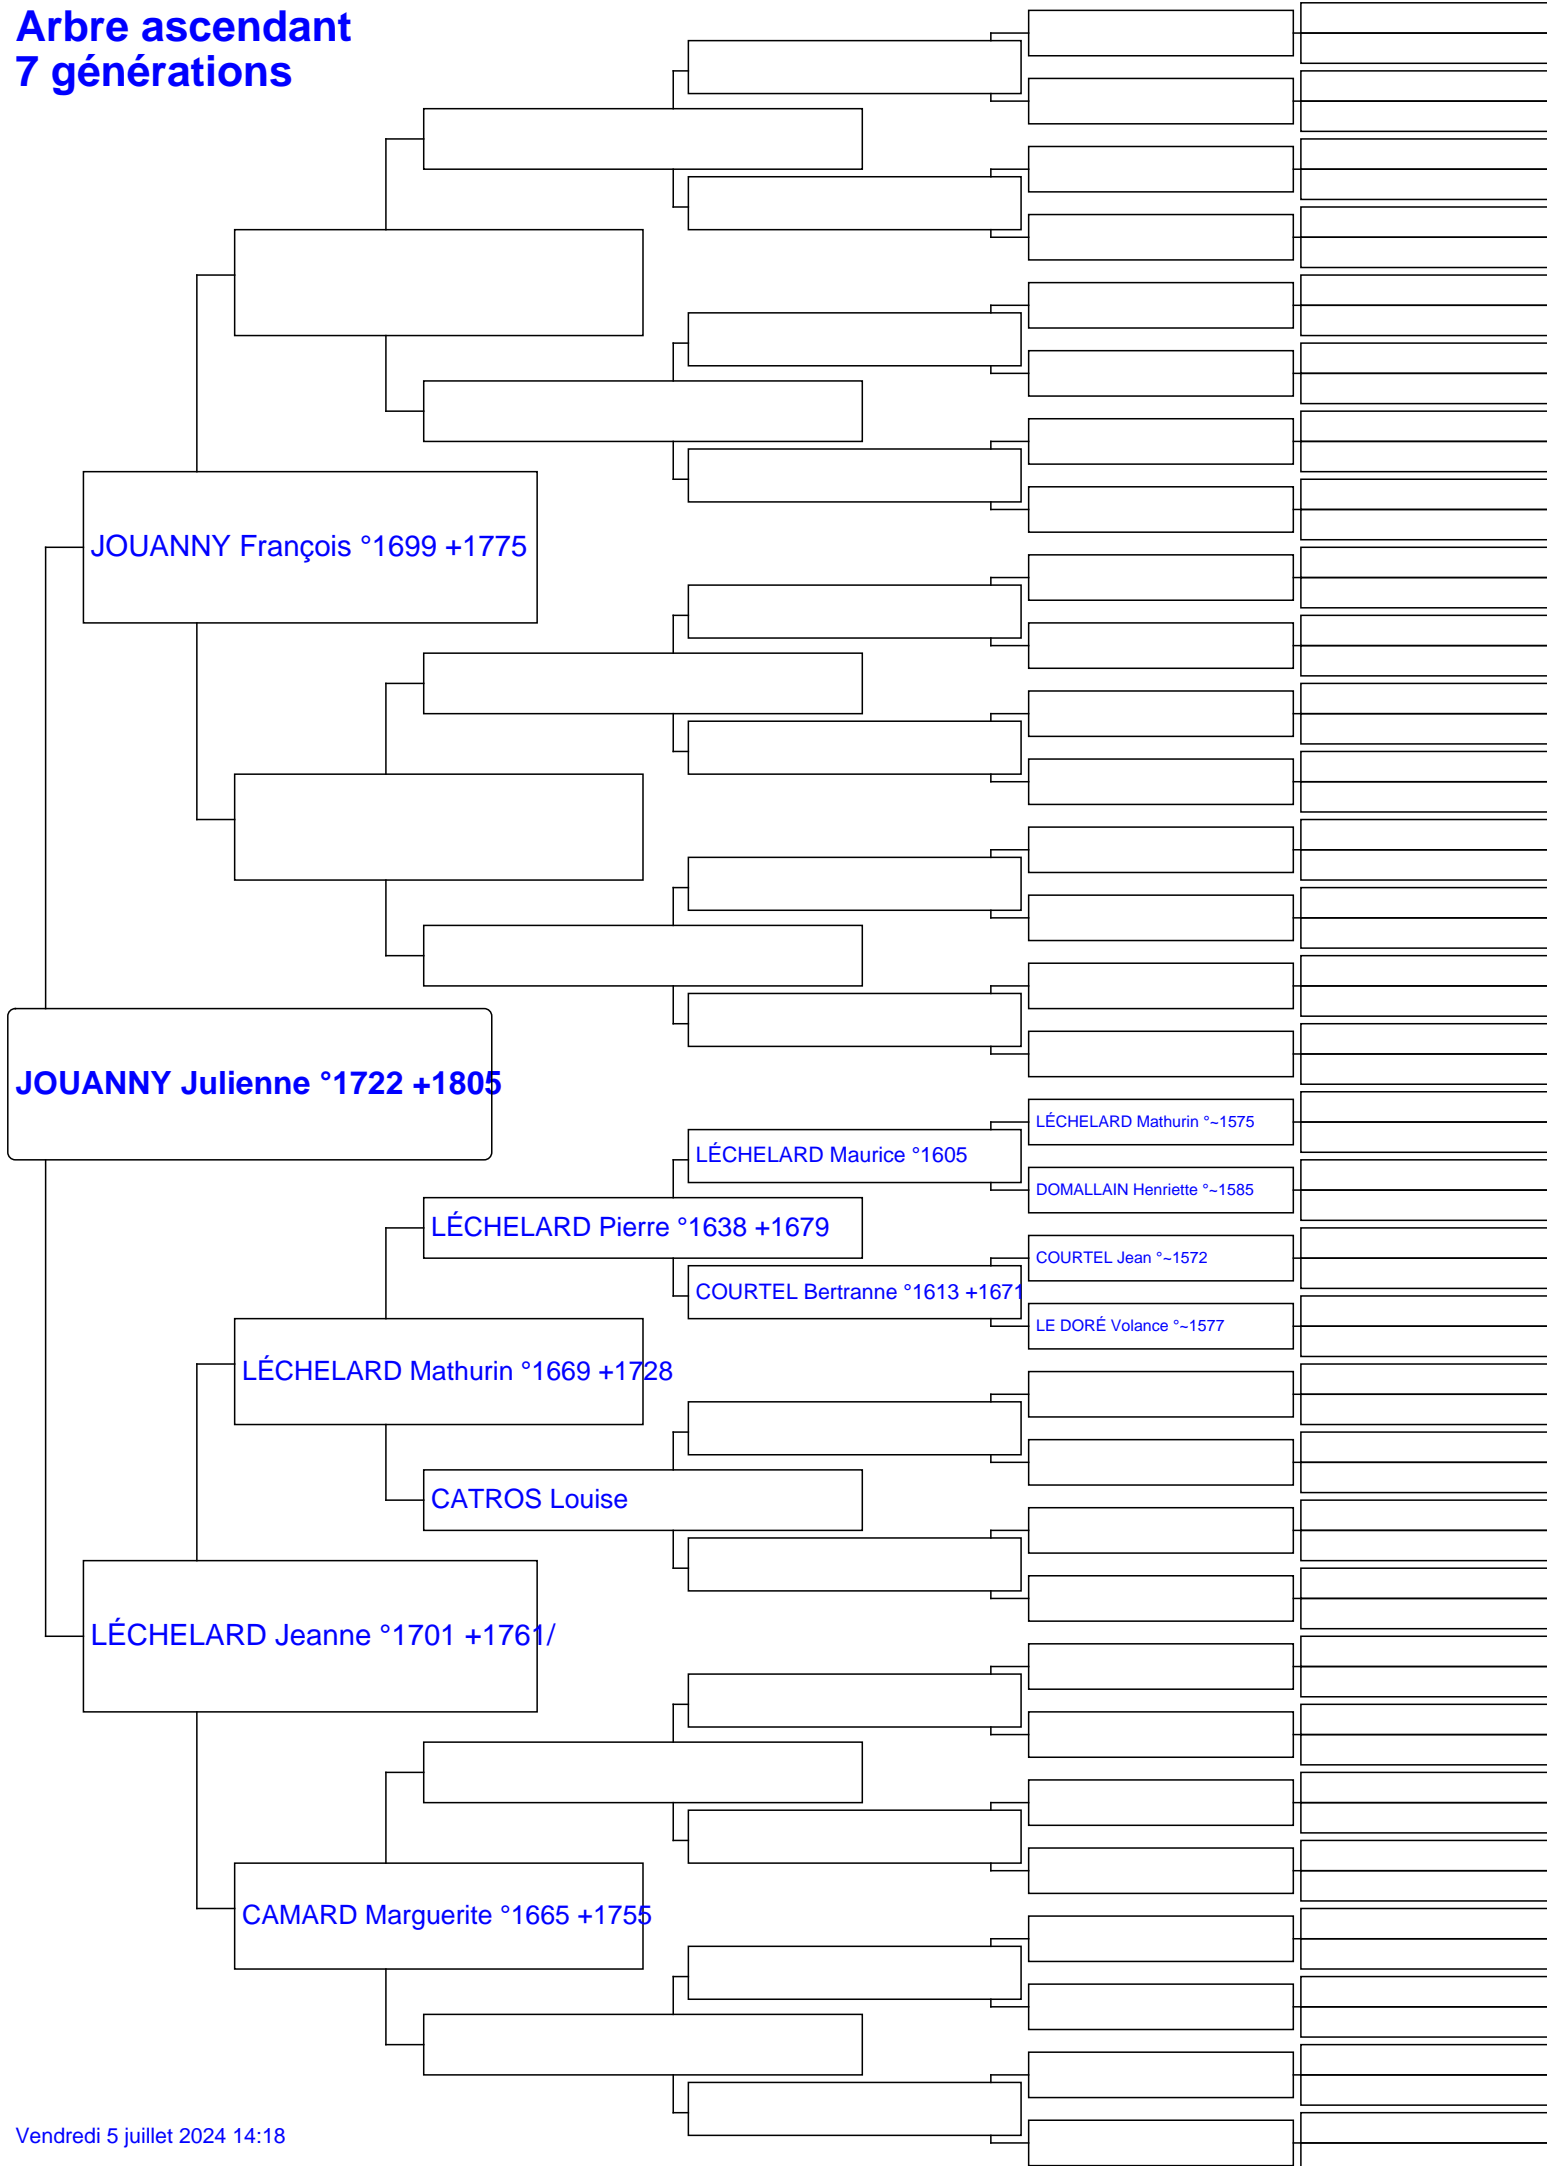 Arbre ascendant
7 générations
JOUANNY François °1699 +1775
JOUANNY Julienne °1722 +1805
LÉCHELARD Mathurin °~1575
LÉCHELARD Maurice °1605
DOMALLAIN Henriette °~1585
LÉCHELARD Pierre °1638 +1679
COURTEL Jean °~1572
COURTEL Bertranne °1613 +1671
LE DORÉ Volance °~1577
LÉCHELARD Mathurin °1669 +1728
CATROS Louise
LÉCHELARD Jeanne °1701 +1761/
CAMARD Marguerite °1665 +1755
Vendredi 5 juillet 2024 14:18